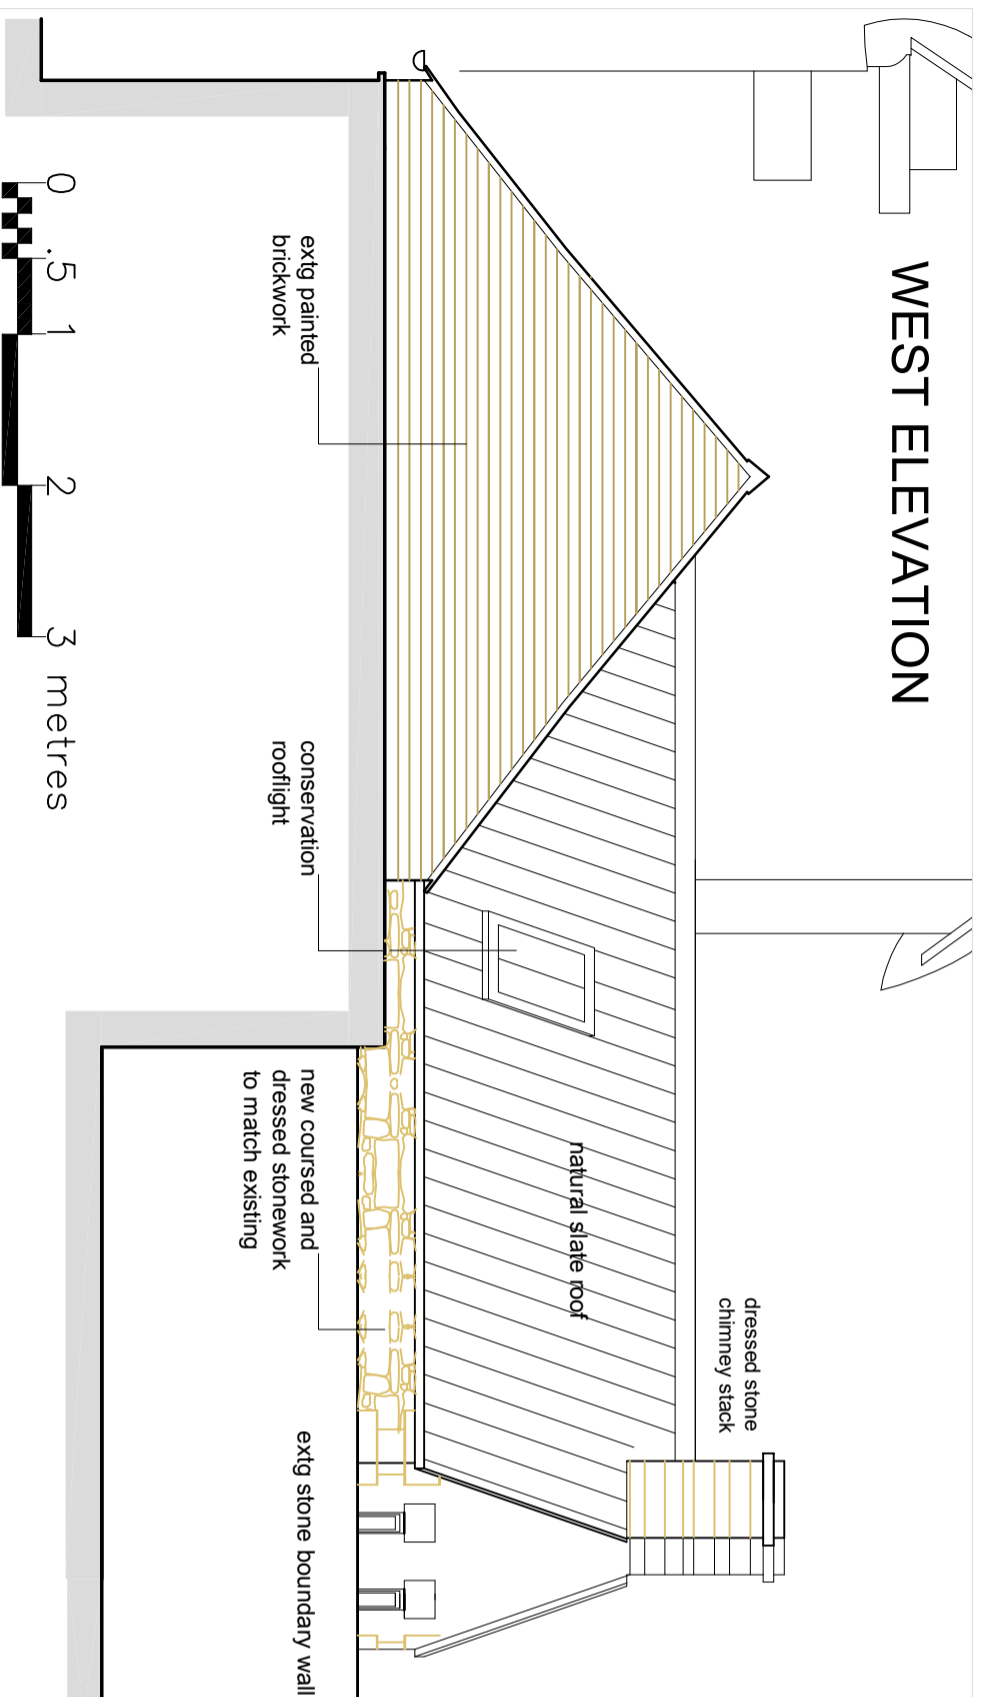 WEST ELEVATION
dressed stone
chimney stack
natural slate roof
extg painted
brickwork
conservation
rooflight
new coursed and
dressed stonework
to match existing
extg stone boundary wall
0 .5 1 2 3 metres